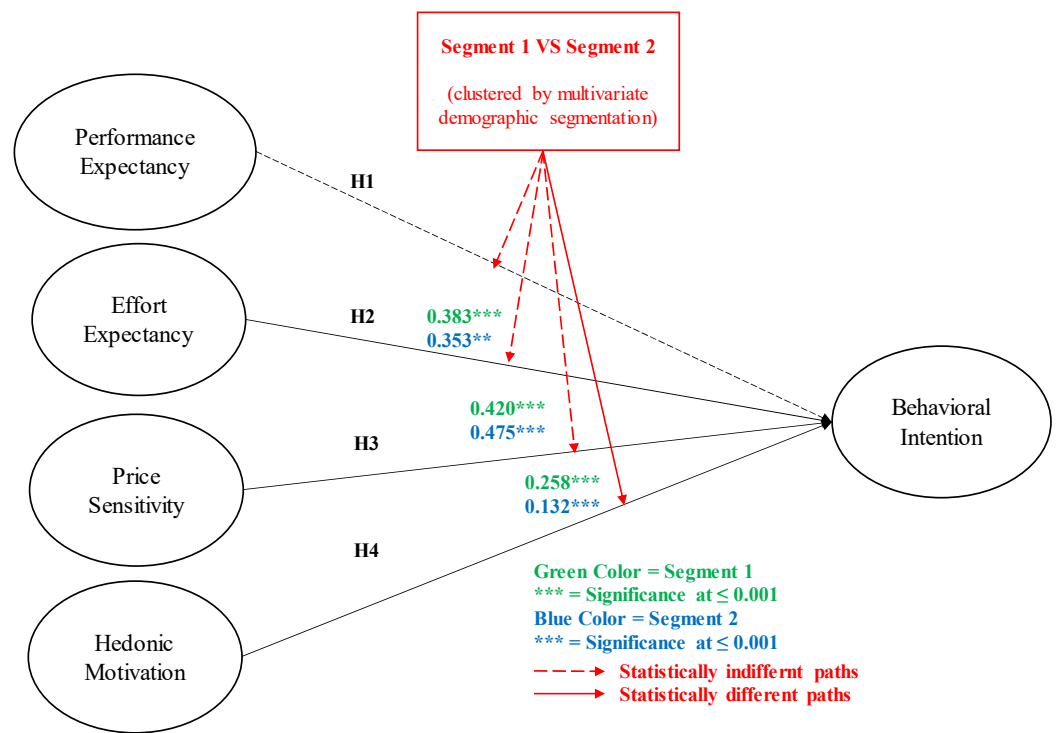 Segment 1 VS Segment 2
(clustered by multivariate
demographic segmentation)
Performance
Expectancy
H1
Effort
Expectancy
H2
0.383***
0.353**
Behavioral
Intention
0.420***
0.475***
H3
Price
Sensitivity
0.258***
0.132***
H4
Hedonic
Motivation
Green Color = Segment 1
*** = Significance at ≤ 0.001
Blue Color = Segment 2
*** = Significance at ≤ 0.001
Statistically indiffernt paths
Statistically different paths